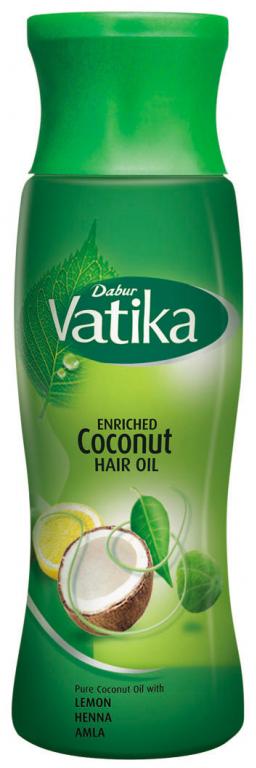 Dabur
Vatika
ENRICHED
Coconut
HAIR OIL
Pure Coconut Oil with
LEMON
HENNA
AMLA